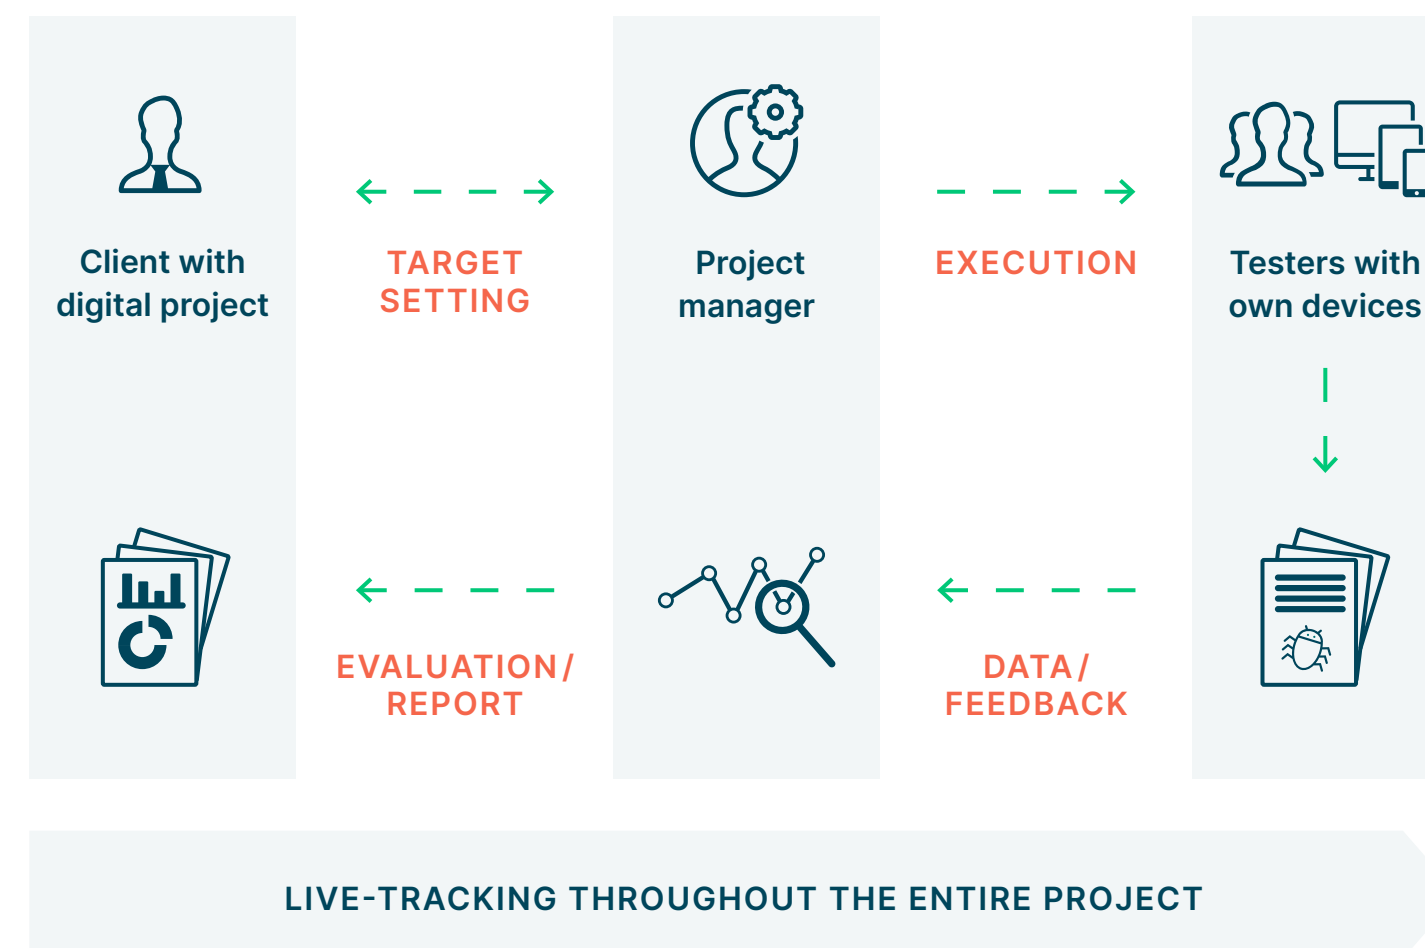 Client with
digital project
TARGET
SETTING
Project
manager
EXECUTION
Testers with
own devices
EVALUATION/
REPORT
DATA/
FEEDBACK
LIVE-TRACKING THROUGHOUT THE ENTIRE PROJECT